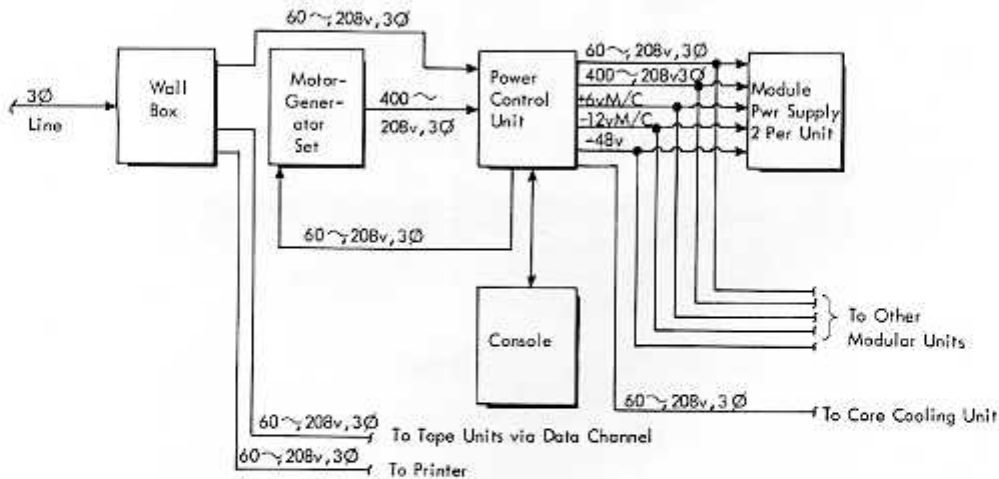 60~, 208v, 3Ø
3Ø
Line
Wall
Box
Motor-
Gener-
ator
Set
400~
208v, 3Ø
Power
Control
Unit
60~, 208v, 3Ø
400~, 208v3Ø
+6vM/C
-12vM/C
-48v
Module
Pwr Supply
2 Per Unit
60~, 208v, 3Ø
Console
To Other
Modular Units
60~, 208v, 3Ø
To Core Cooling Unit
60~, 208v, 3Ø
To Tape Units via Data Channel
60~, 208v, 3Ø
To Printer